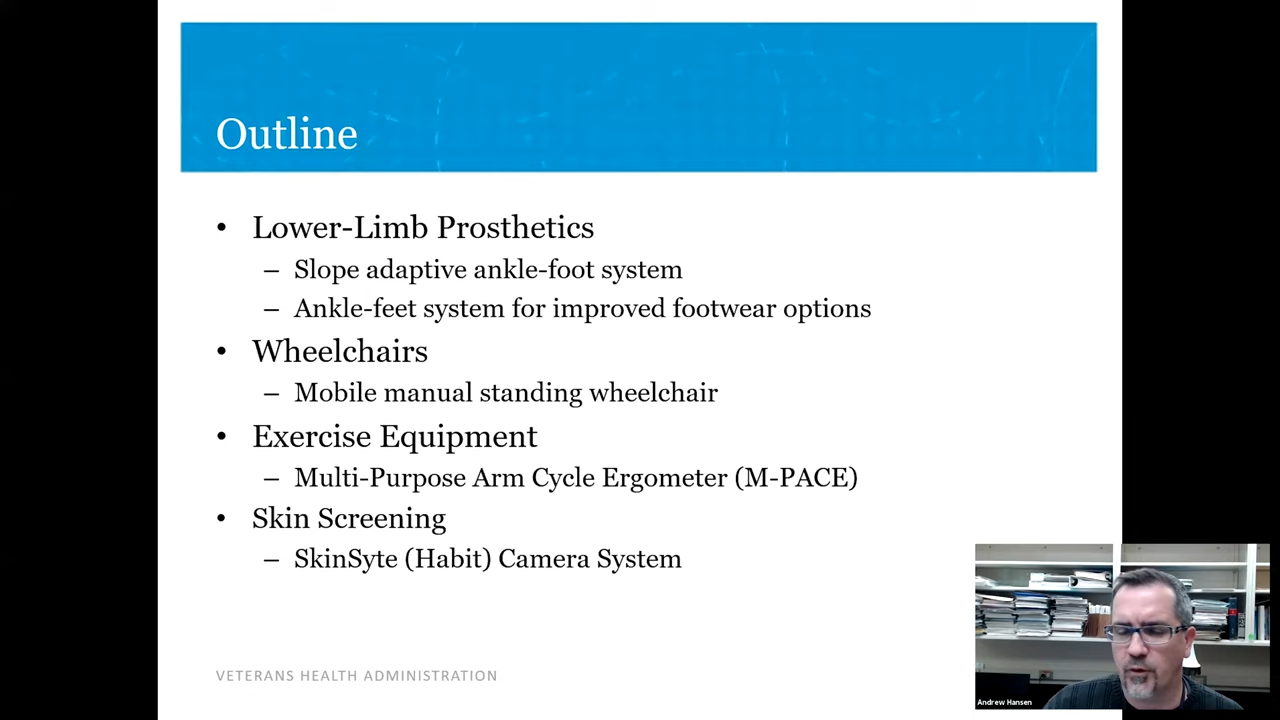 Outline
• Lower-Limb Prosthetics
– Slope adaptive ankle-foot system
– Ankle-feet system for improved footwear options
• Wheelchairs
– Mobile manual standing wheelchair
• Exercise Equipment
– Multi-Purpose Arm Cycle Ergometer (M-PACE)
• Skin Screening
– SkinSyte (Habit) Camera System
VETERANS HEALTH ADMINISTRATION
Andrew Hansen